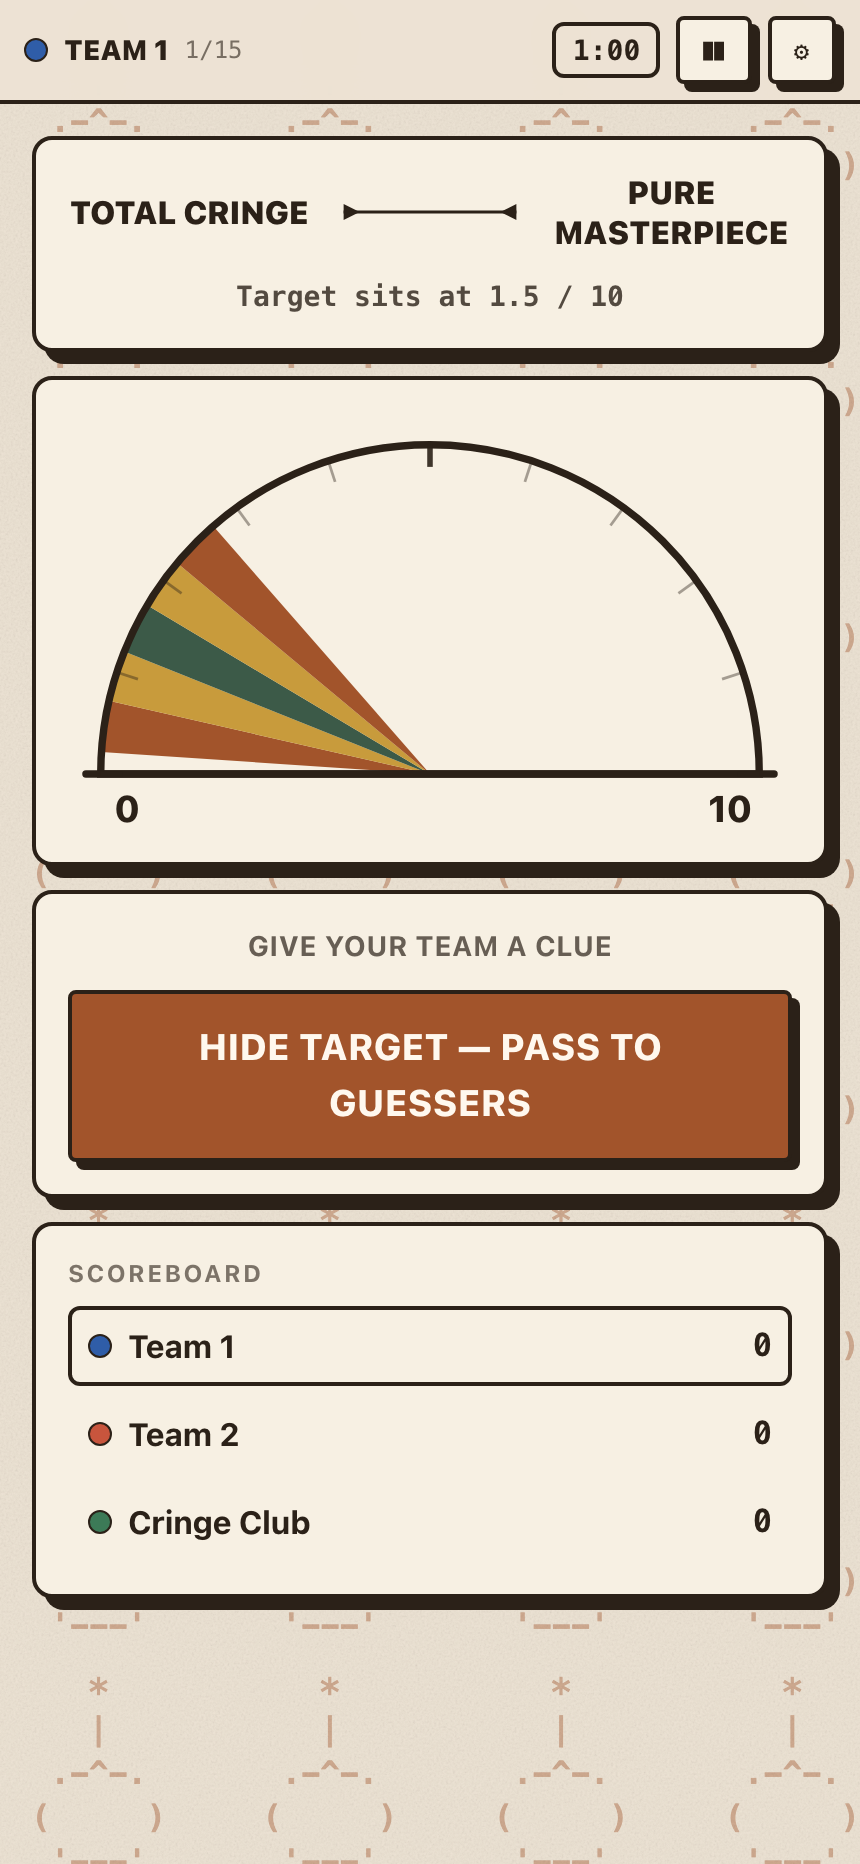 TEAM 1 1/15 1:00
TOTAL CRINGE
PURE
MASTERPIECE
Target sits at 1.5 / 10
0 10
GIVE YOUR TEAM A CLUE
HIDE TARGET — PASS TO
GUESSERS
SCOREBOARD
Team 1 0
Team 2 0
Cringe Club 0